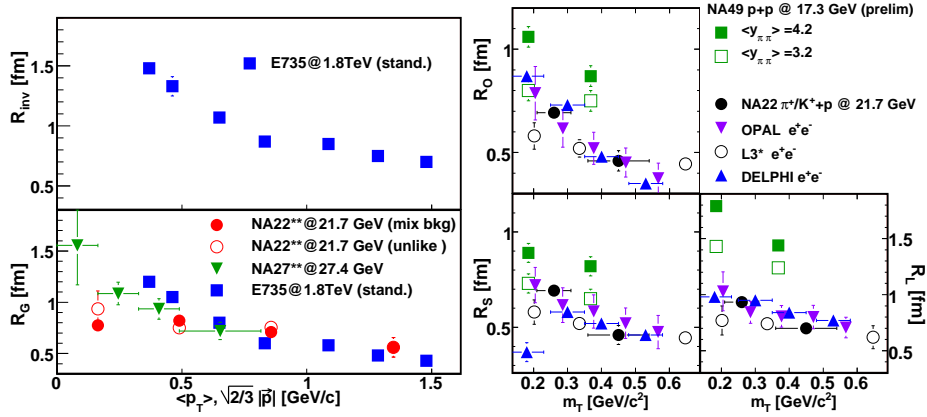 R_inv [fm]
1.5
1
0.5
E735@1.8TeV (stand.)
R_G [fm]
1.5
1
0.5
NA22**@21.7 GeV (mix bkg)
NA22**@21.7 GeV (unlike )
NA27**@27.4 GeV
E735@1.8TeV (stand.)
0 0.5 1 1.5
<p_T>, √2/3 |p⃗| [GeV/c]
R_O [fm]
1
0.5
NA49 p+p @ 17.3 GeV (prelim)
<y_ππ> =4.2
<y_ππ> =3.2
NA22 π⁺/K⁺+p @ 21.7 GeV
OPAL e⁺e⁻
L3* e⁺e⁻
DELPHI e⁺e⁻
R_S [fm]
1
0.5
0.2 0.3 0.4 0.5 0.6
m_T [GeV/c²]
R_L [fm]
1.5
1
0.5
0.2 0.3 0.4 0.5 0.6
m_T [GeV/c²]